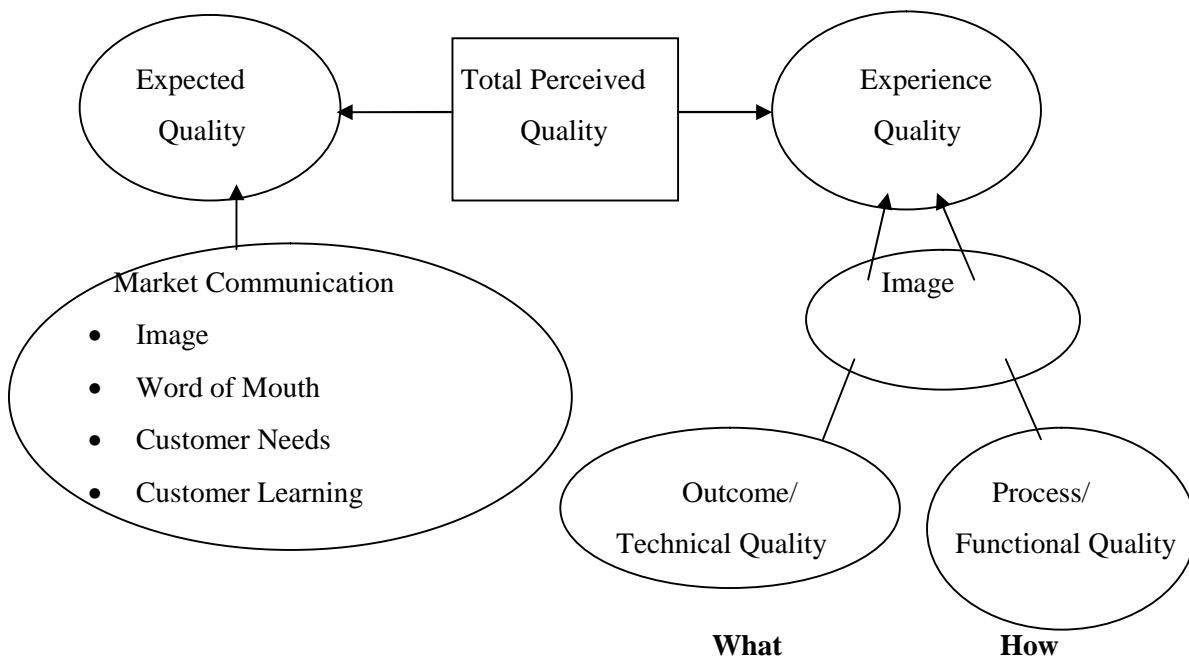 Expected
Quality
Total Perceived
Quality
Experience
Quality
Market Communication
• Image
• Word of Mouth
• Customer Needs
• Customer Learning
Image
Outcome/
Technical Quality
Process/
Functional Quality
What
How